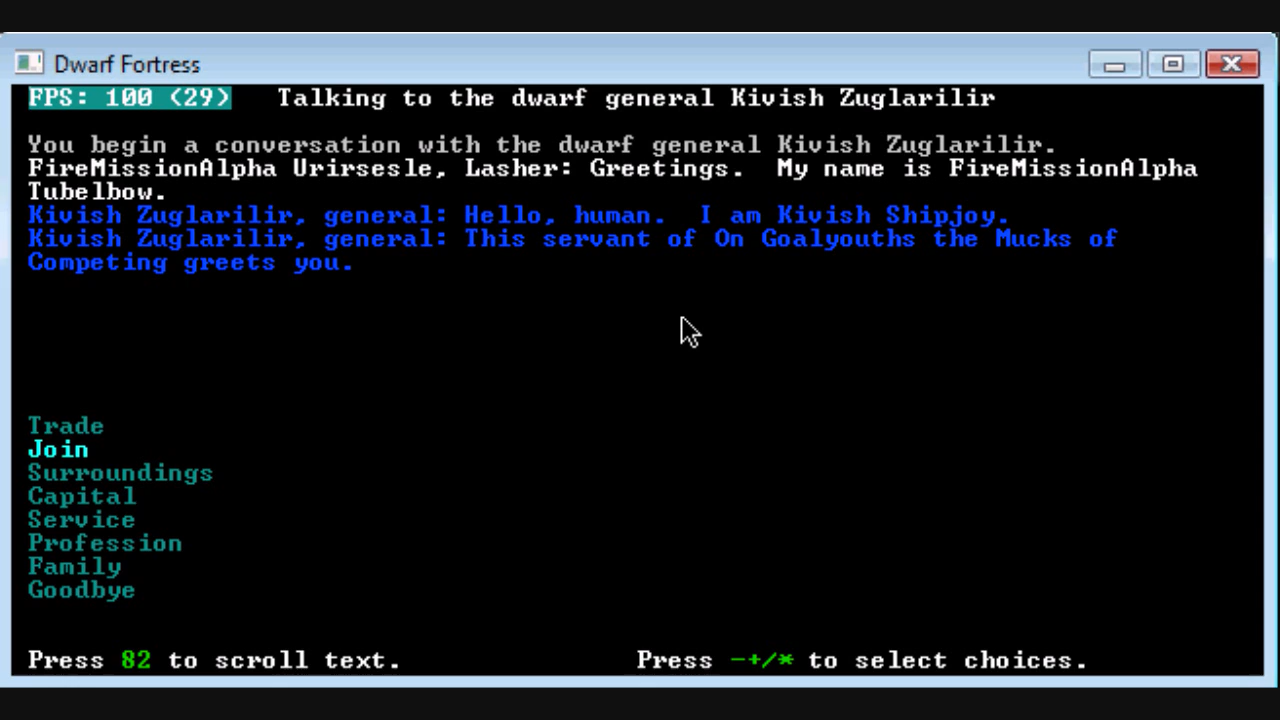 Dwarf Fortress
FPS: 100 (29) Talking to the dwarf general Kivish Zuglarilir
You begin a conversation with the dwarf general Kivish Zuglarilir.
FireMissionAlpha Urirsesle, Lasher: Greetings. My name is FireMissionAlpha
Tubelbow.
Kivish Zuglarilir, general: Hello, human. I am Kivish Shipjoy.
Kivish Zuglarilir, general: This servant of On Goalyouths the Mucks of
Competing greets you.
Trade
Join
Surroundings
Capital
Service
Profession
Family
Goodbye
Press 82 to scroll text. Press -+/* to select choices.